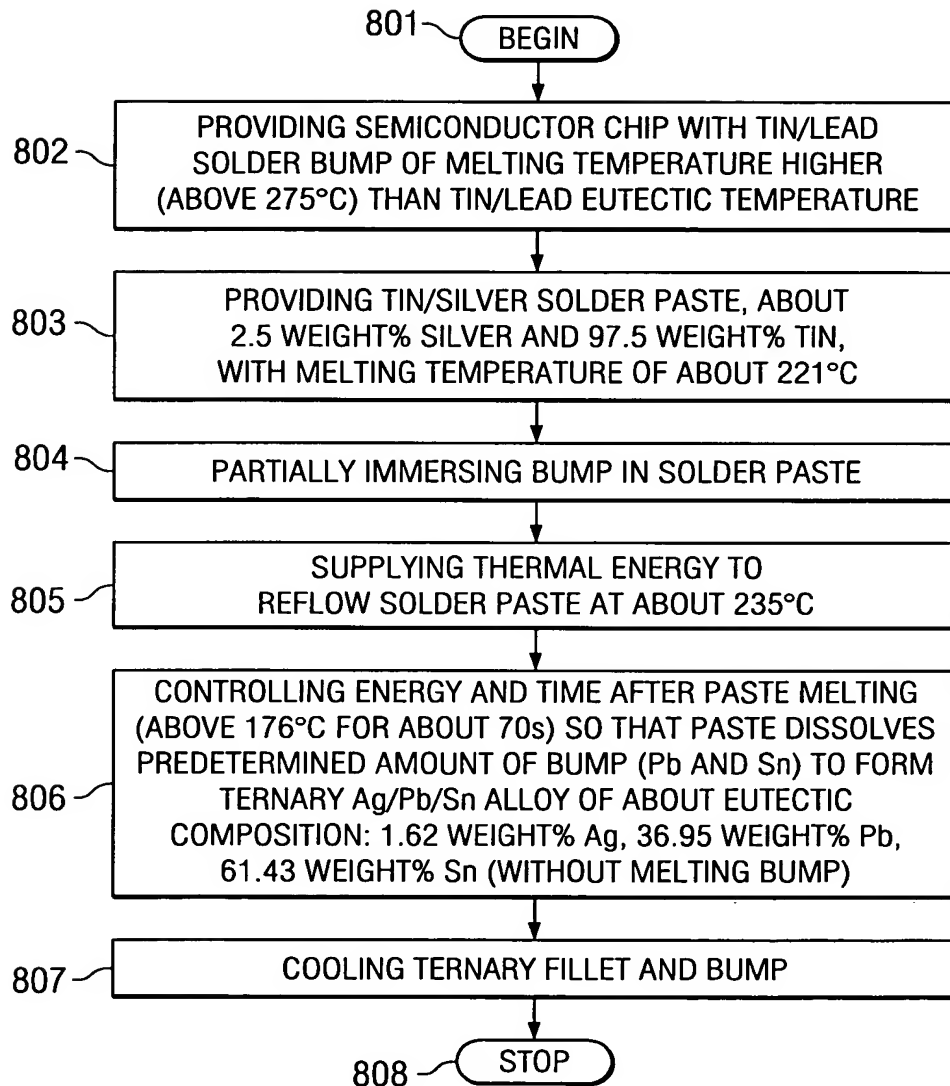 801
BEGIN
802
PROVIDING SEMICONDUCTOR CHIP WITH TIN/LEAD
SOLDER BUMP OF MELTING TEMPERATURE HIGHER
(ABOVE 275°C) THAN TIN/LEAD EUTECTIC TEMPERATURE
803
PROVIDING TIN/SILVER SOLDER PASTE, ABOUT
2.5 WEIGHT% SILVER AND 97.5 WEIGHT% TIN,
WITH MELTING TEMPERATURE OF ABOUT 221°C
804
PARTIALLY IMMERSING BUMP IN SOLDER PASTE
805
SUPPLYING THERMAL ENERGY TO
REFLOW SOLDER PASTE AT ABOUT 235°C
806
CONTROLLING ENERGY AND TIME AFTER PASTE MELTING
(ABOVE 176°C FOR ABOUT 70s) SO THAT PASTE DISSOLVES
PREDETERMINED AMOUNT OF BUMP (Pb AND Sn) TO FORM
TERNARY Ag/Pb/Sn ALLOY OF ABOUT EUTECTIC
COMPOSITION: 1.62 WEIGHT% Ag, 36.95 WEIGHT% Pb,
61.43 WEIGHT% Sn (WITHOUT MELTING BUMP)
807
COOLING TERNARY FILLET AND BUMP
808
STOP